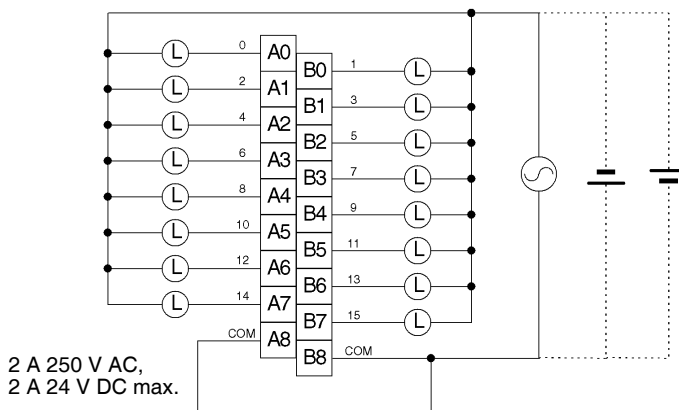 L 0 A0
B0 1 L
L 2 A1
B1 3 L
L 4 A2
B2 5 L
L 6 A3
B3 7 L
L 8 A4
B4 9 L
L 10 A5
B5 11 L
L 12 A6
B6 13 L
L 14 A7
B7 15 L
COM A8
B8 COM
2 A 250 V AC,
2 A 24 V DC max.